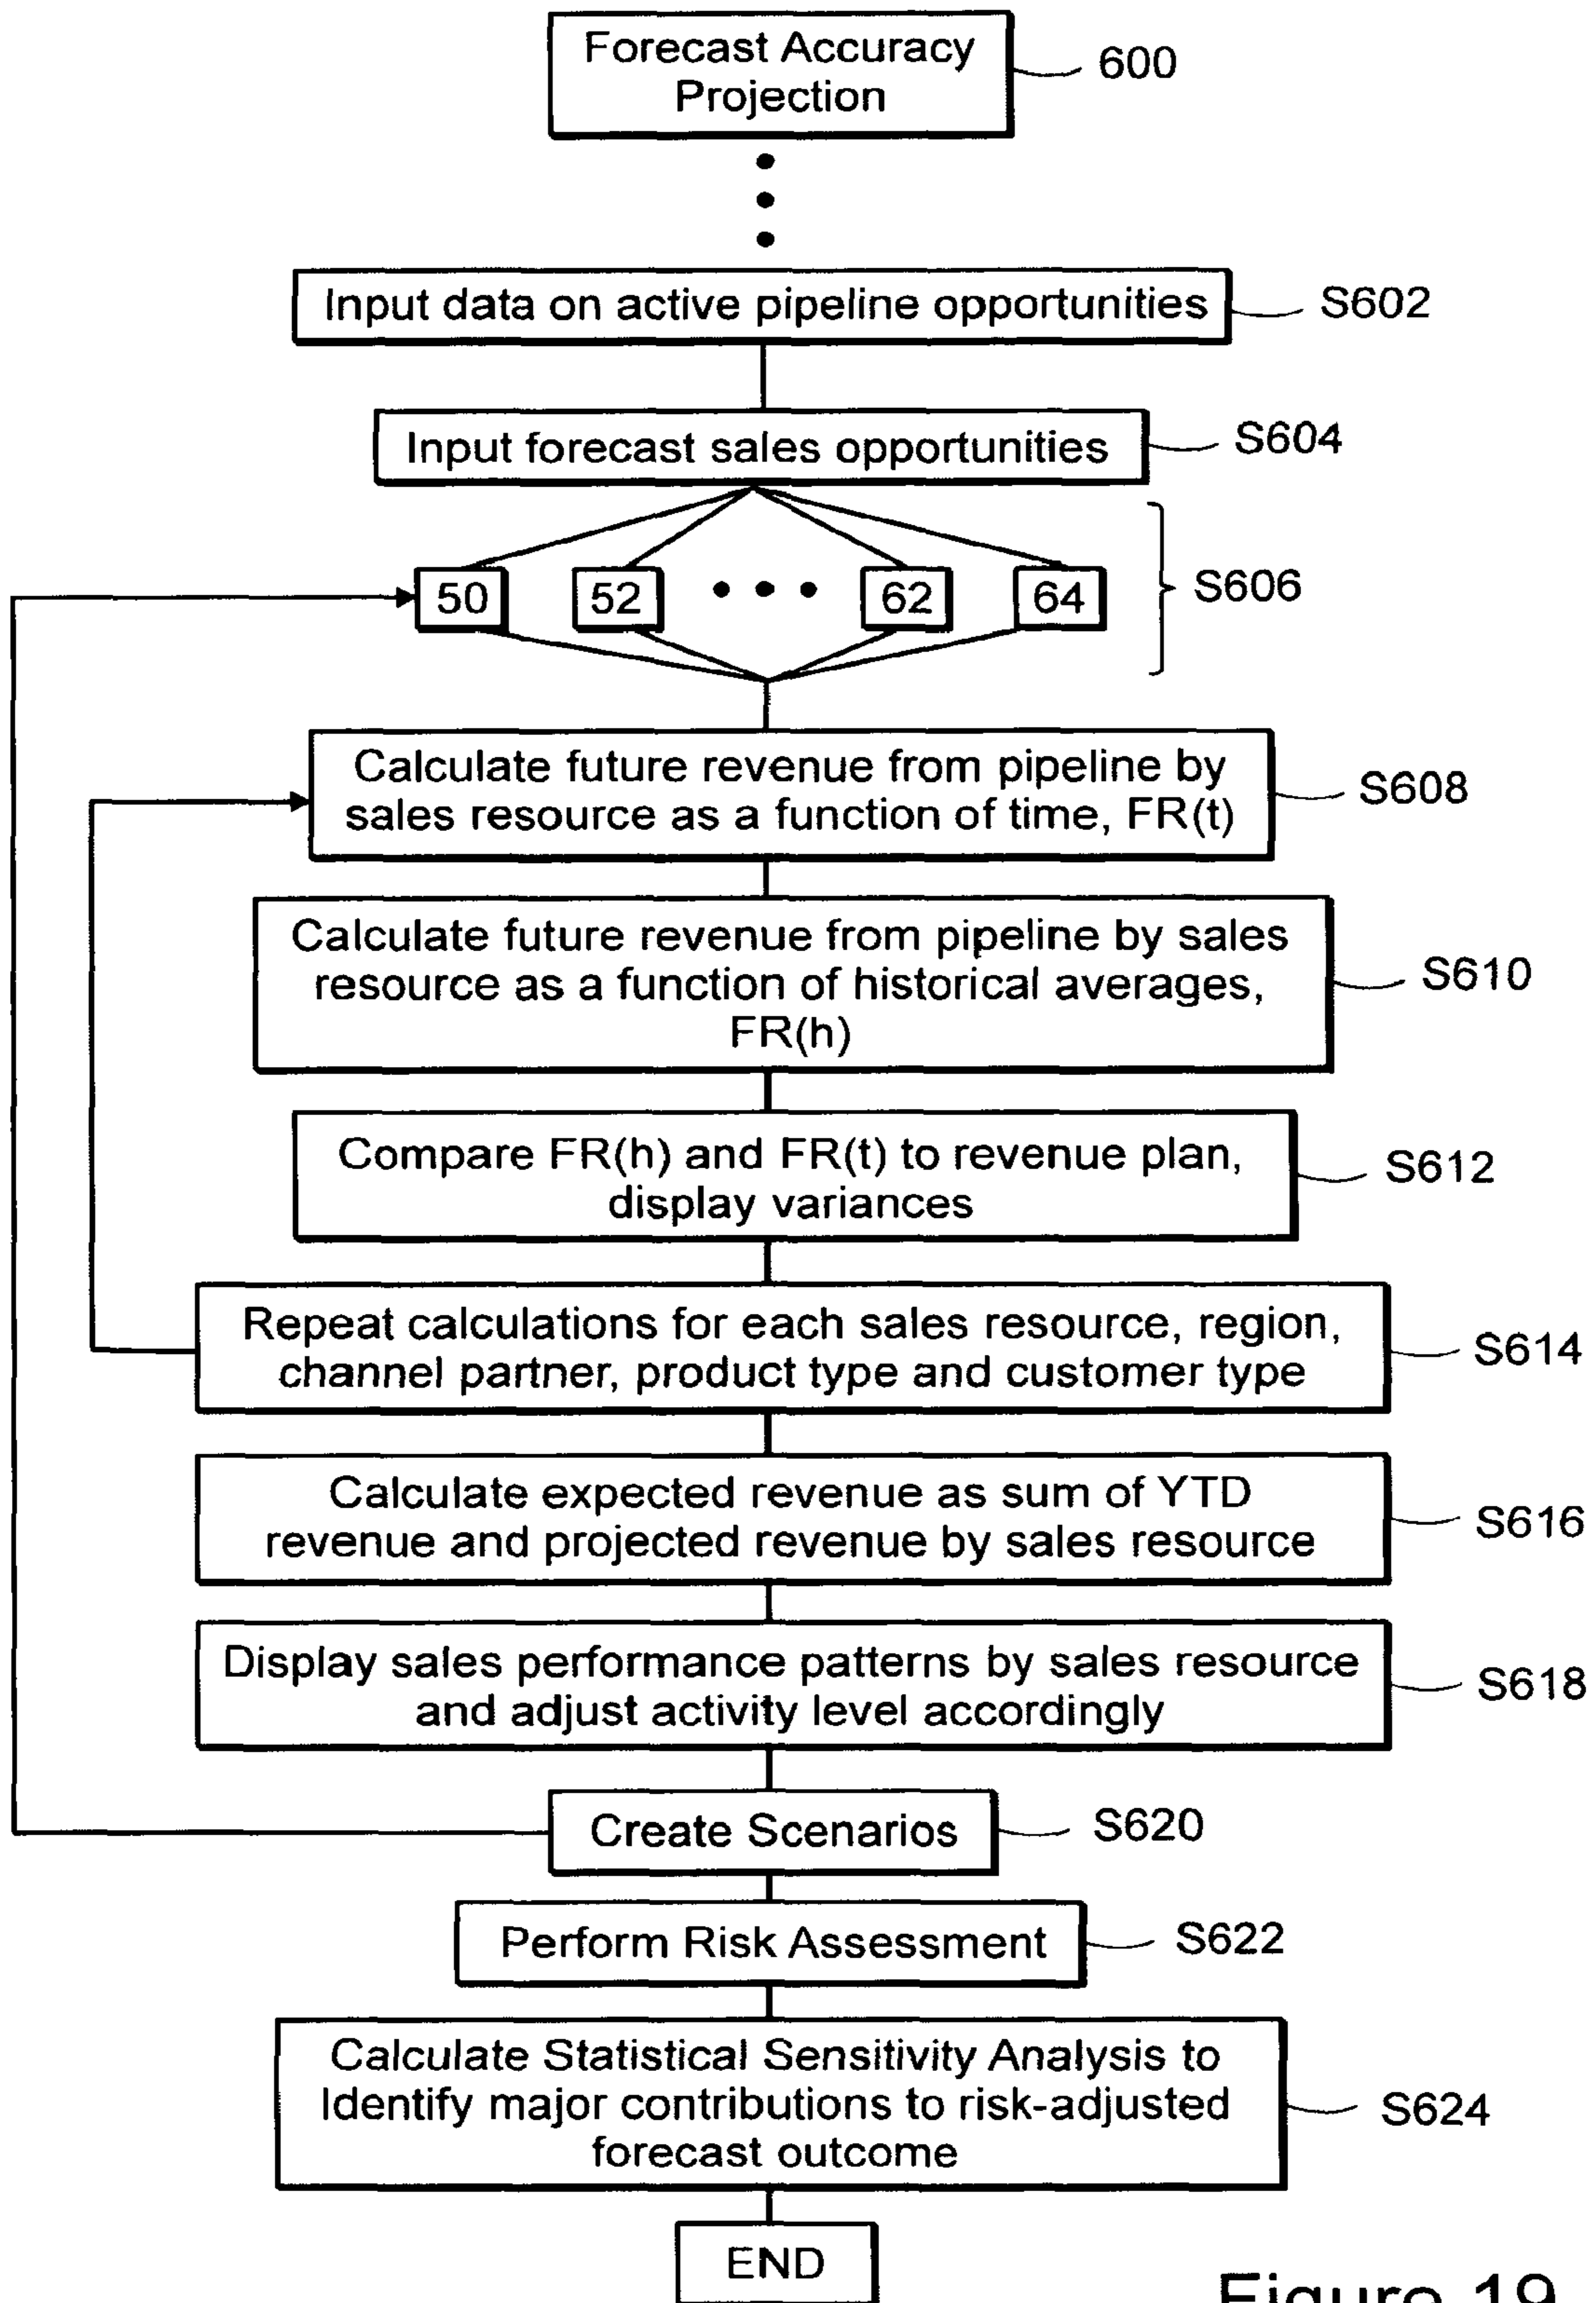 Forecast Accuracy
Projection
600
Input data on active pipeline opportunities
S602
Input forecast sales opportunities
S604
50
52
62
64
S606
Calculate future revenue from pipeline by
sales resource as a function of time, FR(t)
S608
Calculate future revenue from pipeline by sales
resource as a function of historical averages,
FR(h)
S610
Compare FR(h) and FR(t) to revenue plan,
display variances
S612
Repeat calculations for each sales resource, region,
channel partner, product type and customer type
S614
Calculate expected revenue as sum of YTD
revenue and projected revenue by sales resource
S616
Display sales performance patterns by sales resource
and adjust activity level accordingly
S618
Create Scenarios
S620
Perform Risk Assessment
S622
Calculate Statistical Sensitivity Analysis to
Identify major contributions to risk-adjusted
forecast outcome
S624
END
Figure 19